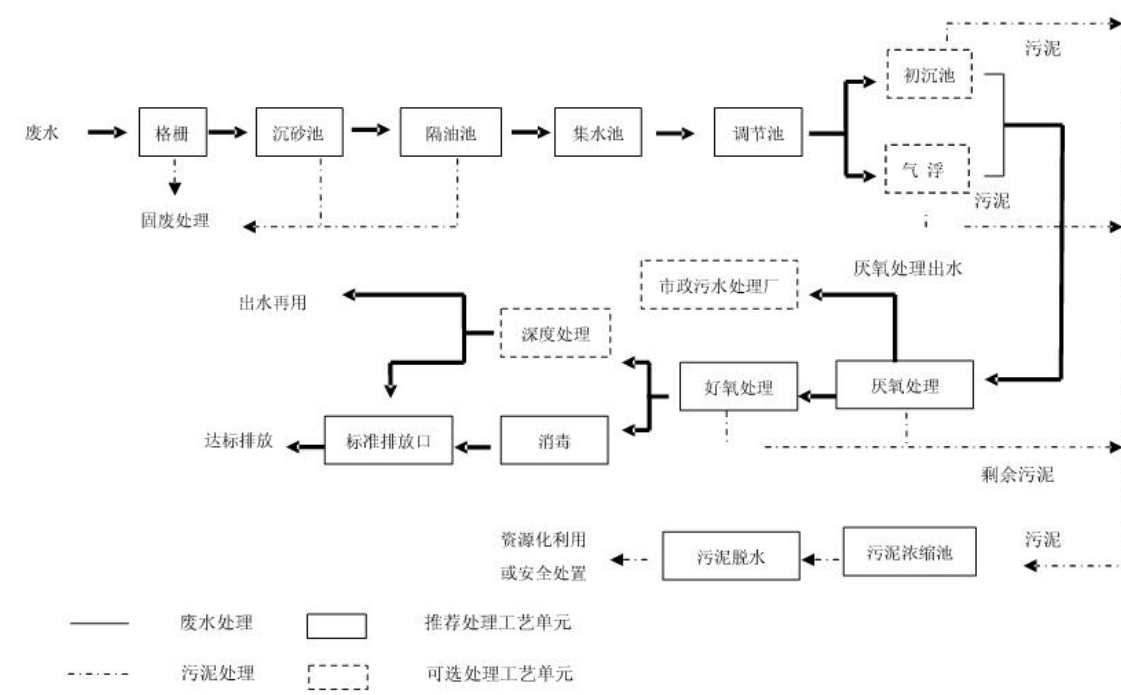 污泥
初沉池
废水
格栅
沉砂池
隔油池
集水池
调节池
气 浮
污泥
固废处理
厌氧处理出水
市政污水处理厂
出水再用
深度处理
好氧处理
厌氧处理
达标排放
标准排放口
消毒
剩余污泥
资源化利用
或安全处置
污泥脱水
污泥浓缩池
污泥
废水处理
推荐处理工艺单元
污泥处理
可选处理工艺单元